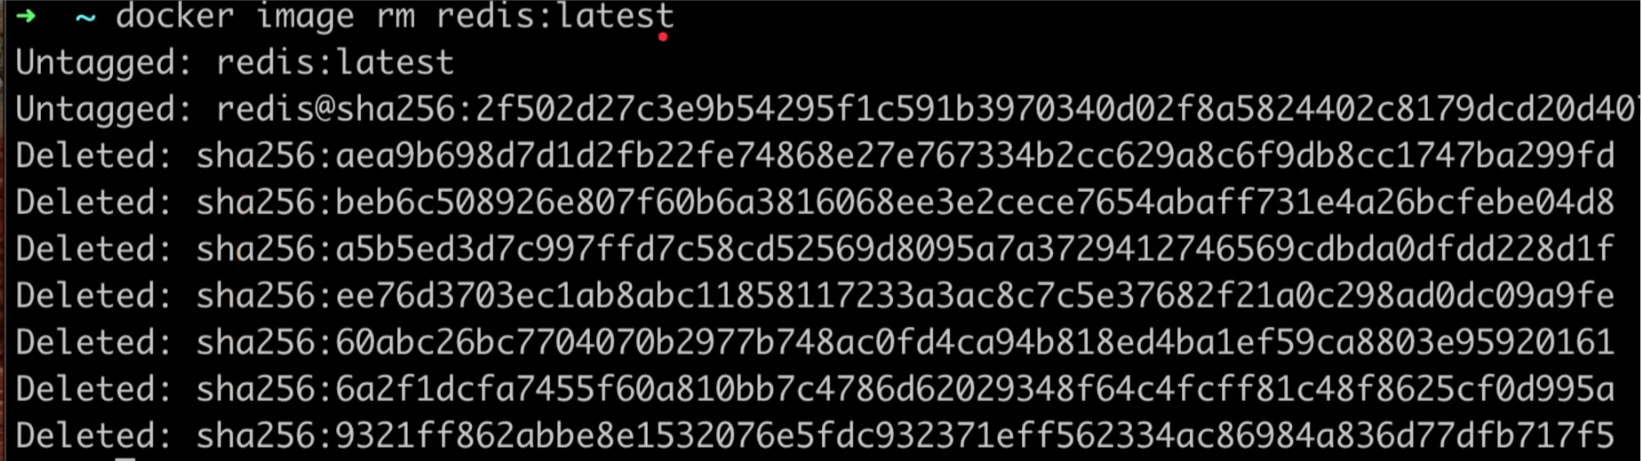 → ~ docker image rm redis:latest
Untagged: redis:latest
Untagged: redis@sha256:2f502d27c3e9b54295f1c591b3970340d02f8a5824402c8179dcd20d40
Deleted: sha256:aea9b698d7d1d2fb22fe74868e27e767334b2cc629a8c6f9db8cc1747ba299fd
Deleted: sha256:beb6c508926e807f60b6a3816068ee3e2cece7654abaff731e4a26bcfebe04d8
Deleted: sha256:a5b5ed3d7c997ffd7c58cd52569d8095a7a3729412746569cdbda0dfdd228d1f
Deleted: sha256:ee76d3703ec1ab8abc11858117233a3ac8c7c5e37682f21a0c298ad0dc09a9fe
Deleted: sha256:60abc26bc7704070b2977b748ac0fd4ca94b818ed4ba1ef59ca8803e95920161
Deleted: sha256:6a2f1dcfa7455f60a810bb7c4786d62029348f64c4fcff81c48f8625cf0d995a
Deleted: sha256:9321ff862abbe8e1532076e5fdc932371eff562334ac86984a836d77dfb717f5